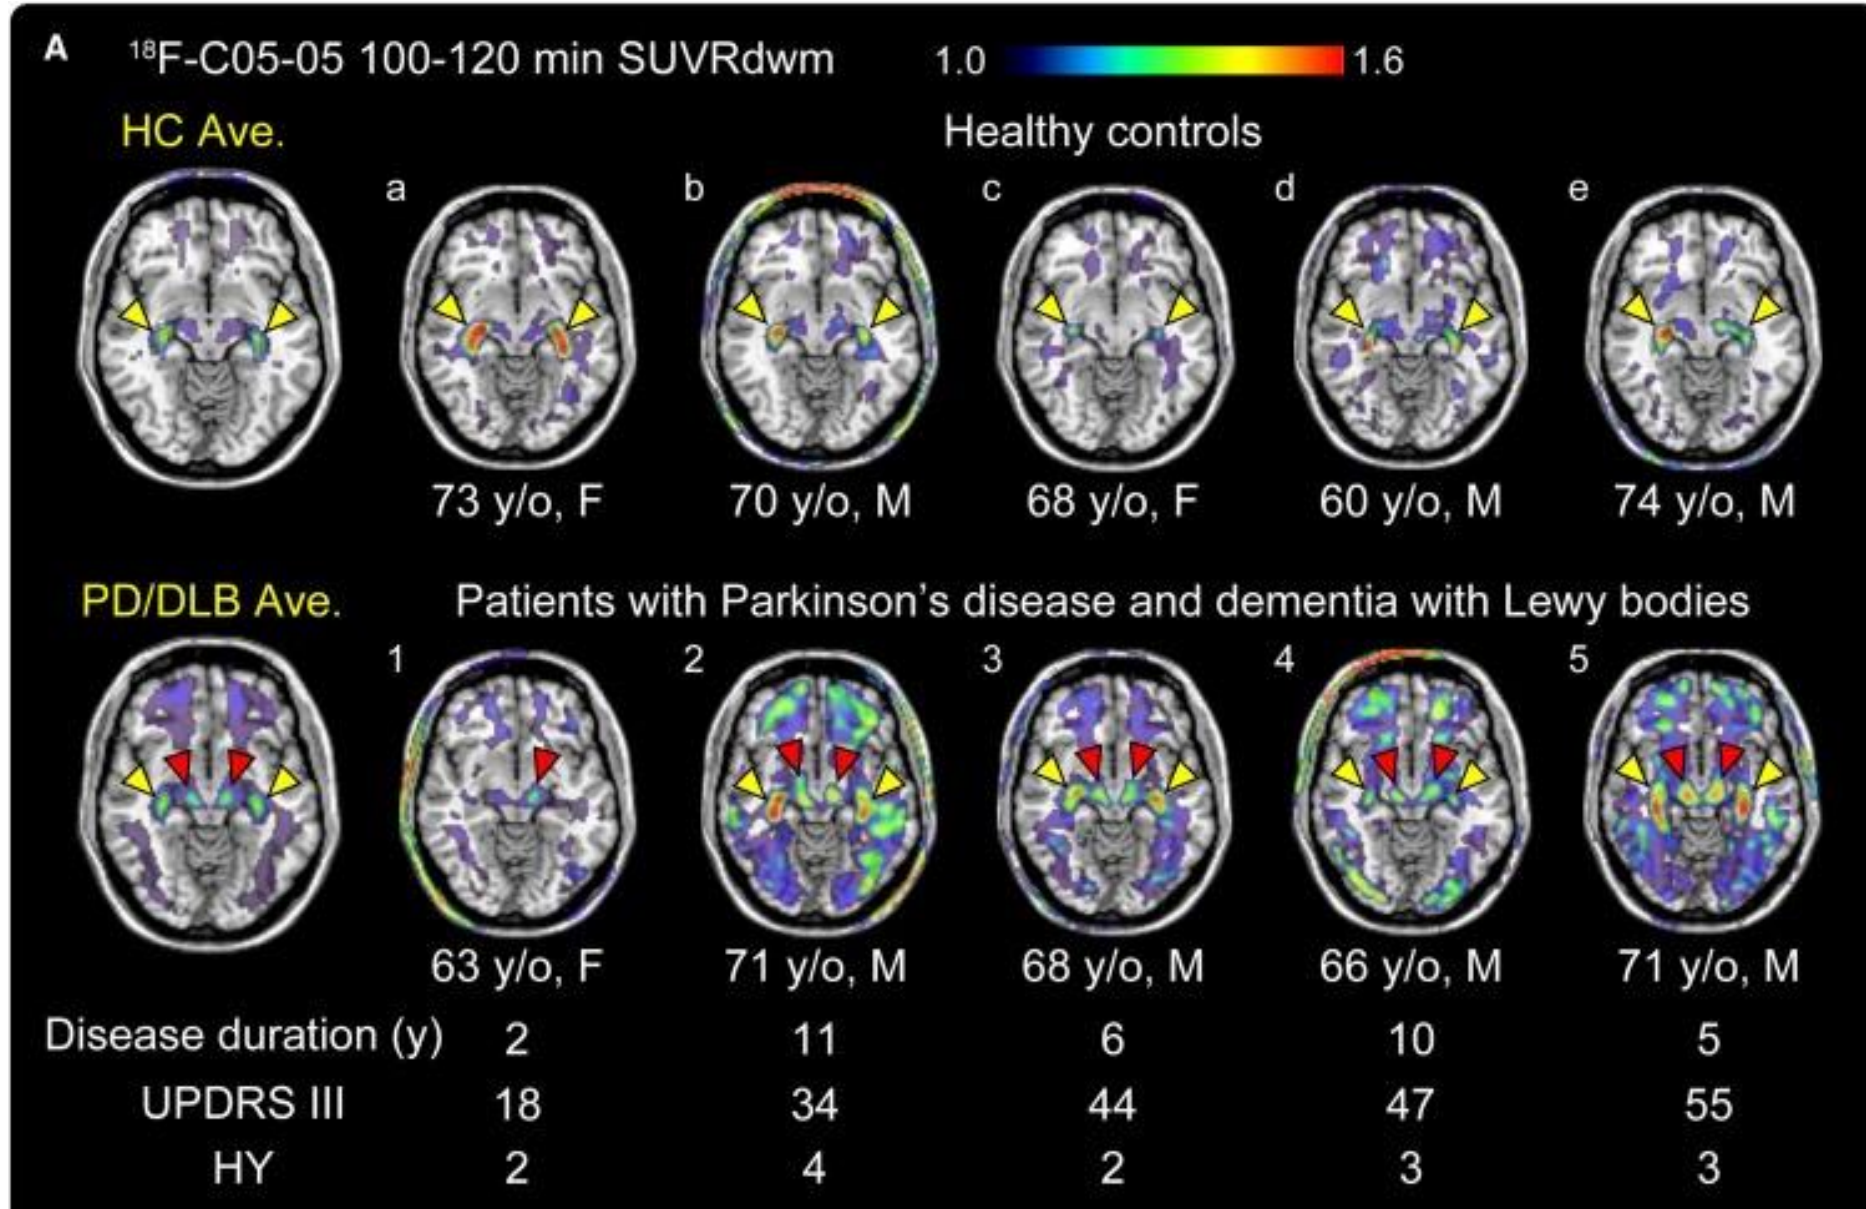 A
¹⁸F-C05-05 100-120 min SUVRdwm
1.0
1.6
HC Ave.
Healthy controls
a
b
c
d
e
73 y/o, F
70 y/o, M
68 y/o, F
60 y/o, M
74 y/o, M
PD/DLB Ave.
Patients with Parkinson's disease and dementia with Lewy bodies
1
2
3
4
5
63 y/o, F
71 y/o, M
68 y/o, M
66 y/o, M
71 y/o, M
Disease duration (y) 2 11 6 10 5
UPDRS III 18 34 44 47 55
HY 2 4 2 3 3